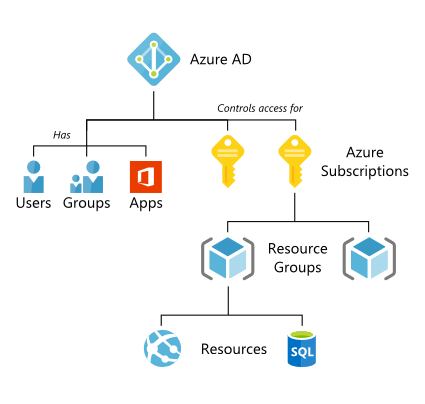 Azure AD
Controls access for
Has
Azure
Subscriptions
Users
Groups
Apps
Resource
Groups
Resources
SQL